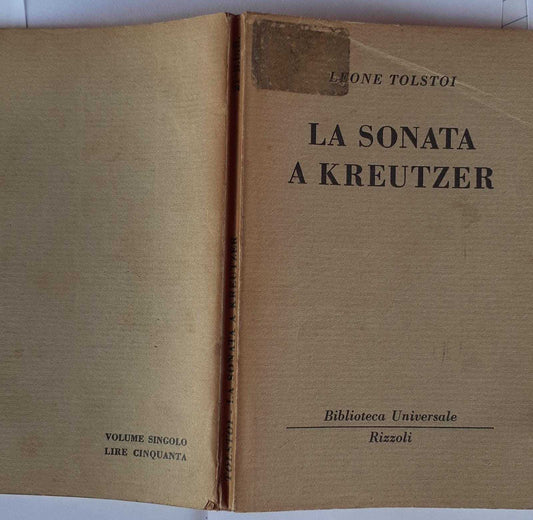 LEONE TOLSTOI
LA SONATA
A KREUTZER
Biblioteca Universale
Rizzoli
TOLSTOI - LA SONATA A KREUTZER
VOLUME SINGOLO
LIRE CINQUANTA